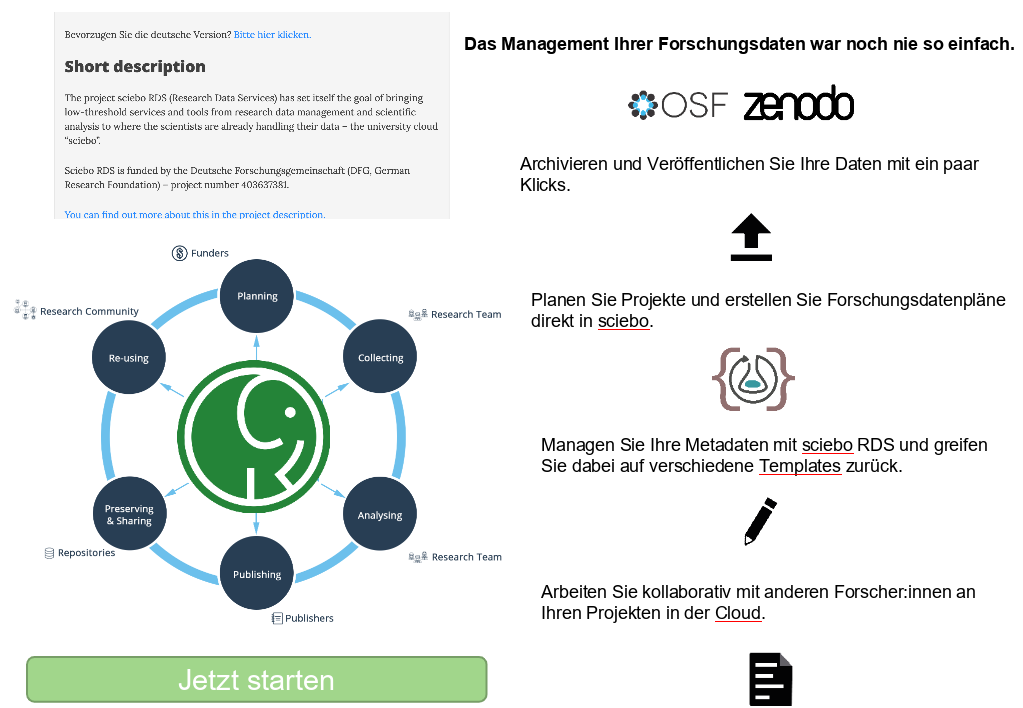 Bevorzugen Sie die deutsche Version? Bitte hier klicken.
Short description
The project sciebo RDS (Research Data Services) has set itself the goal of bringing
low-threshold services and tools from research data management and scientific
analysis to where the scientists are already handling their data – the university cloud
“sciebo”.
Sciebo RDS is funded by the Deutsche Forschungsgemeinschaft (DFG, German
Research Foundation) – project number 403637381.
You can find out more about this in the project description.
Funders
Planning
Research Community
Research Team
Re-using
Collecting
Preserving
& Sharing
Analysing
Repositories
Research Team
Publishing
Publishers
Jetzt starten
Das Management Ihrer Forschungsdaten war noch nie so einfach.
OSF zenodo
Archivieren und Veröffentlichen Sie Ihre Daten mit ein paar
Klicks.
Planen Sie Projekte und erstellen Sie Forschungsdatenpläne
direkt in sciebo.
Managen Sie Ihre Metadaten mit sciebo RDS und greifen
Sie dabei auf verschiedene Templates zurück.
Arbeiten Sie kollaborativ mit anderen Forscher:innen an
Ihren Projekten in der Cloud.